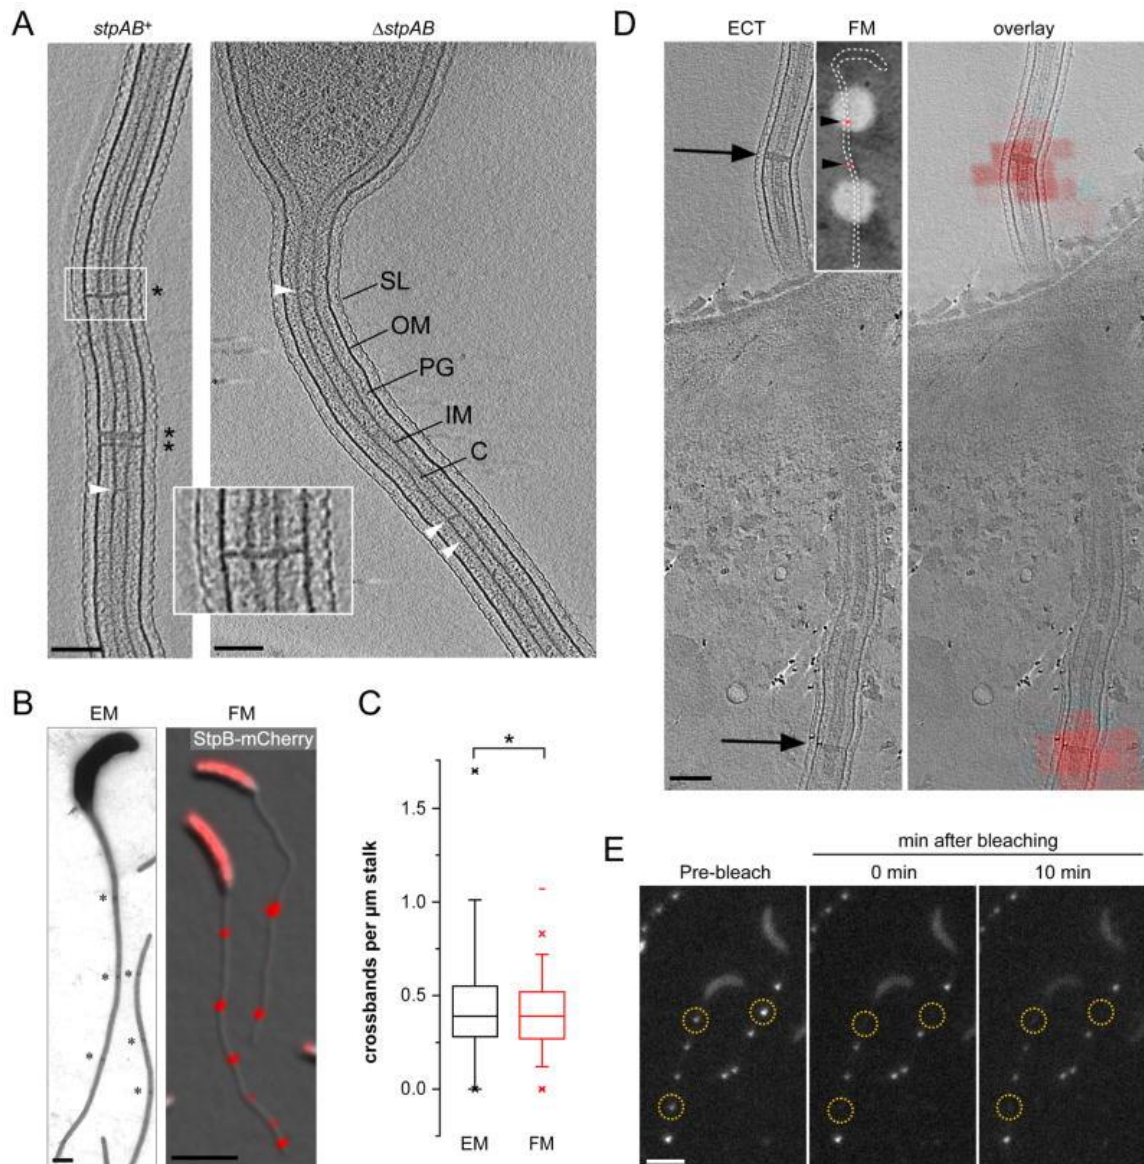 A
stpAB+
ΔstpAB
*
*
*
SL
OM
PG
IM
C
B
EM
FM
StpB-mCherry
*
*
*
*
*
*
C
*
crossbands per µm stalk
1.5
1.0
0.5
0.0
EM
FM
D
ECT
FM
overlay
E
min after bleaching
Pre-bleach
0 min
10 min